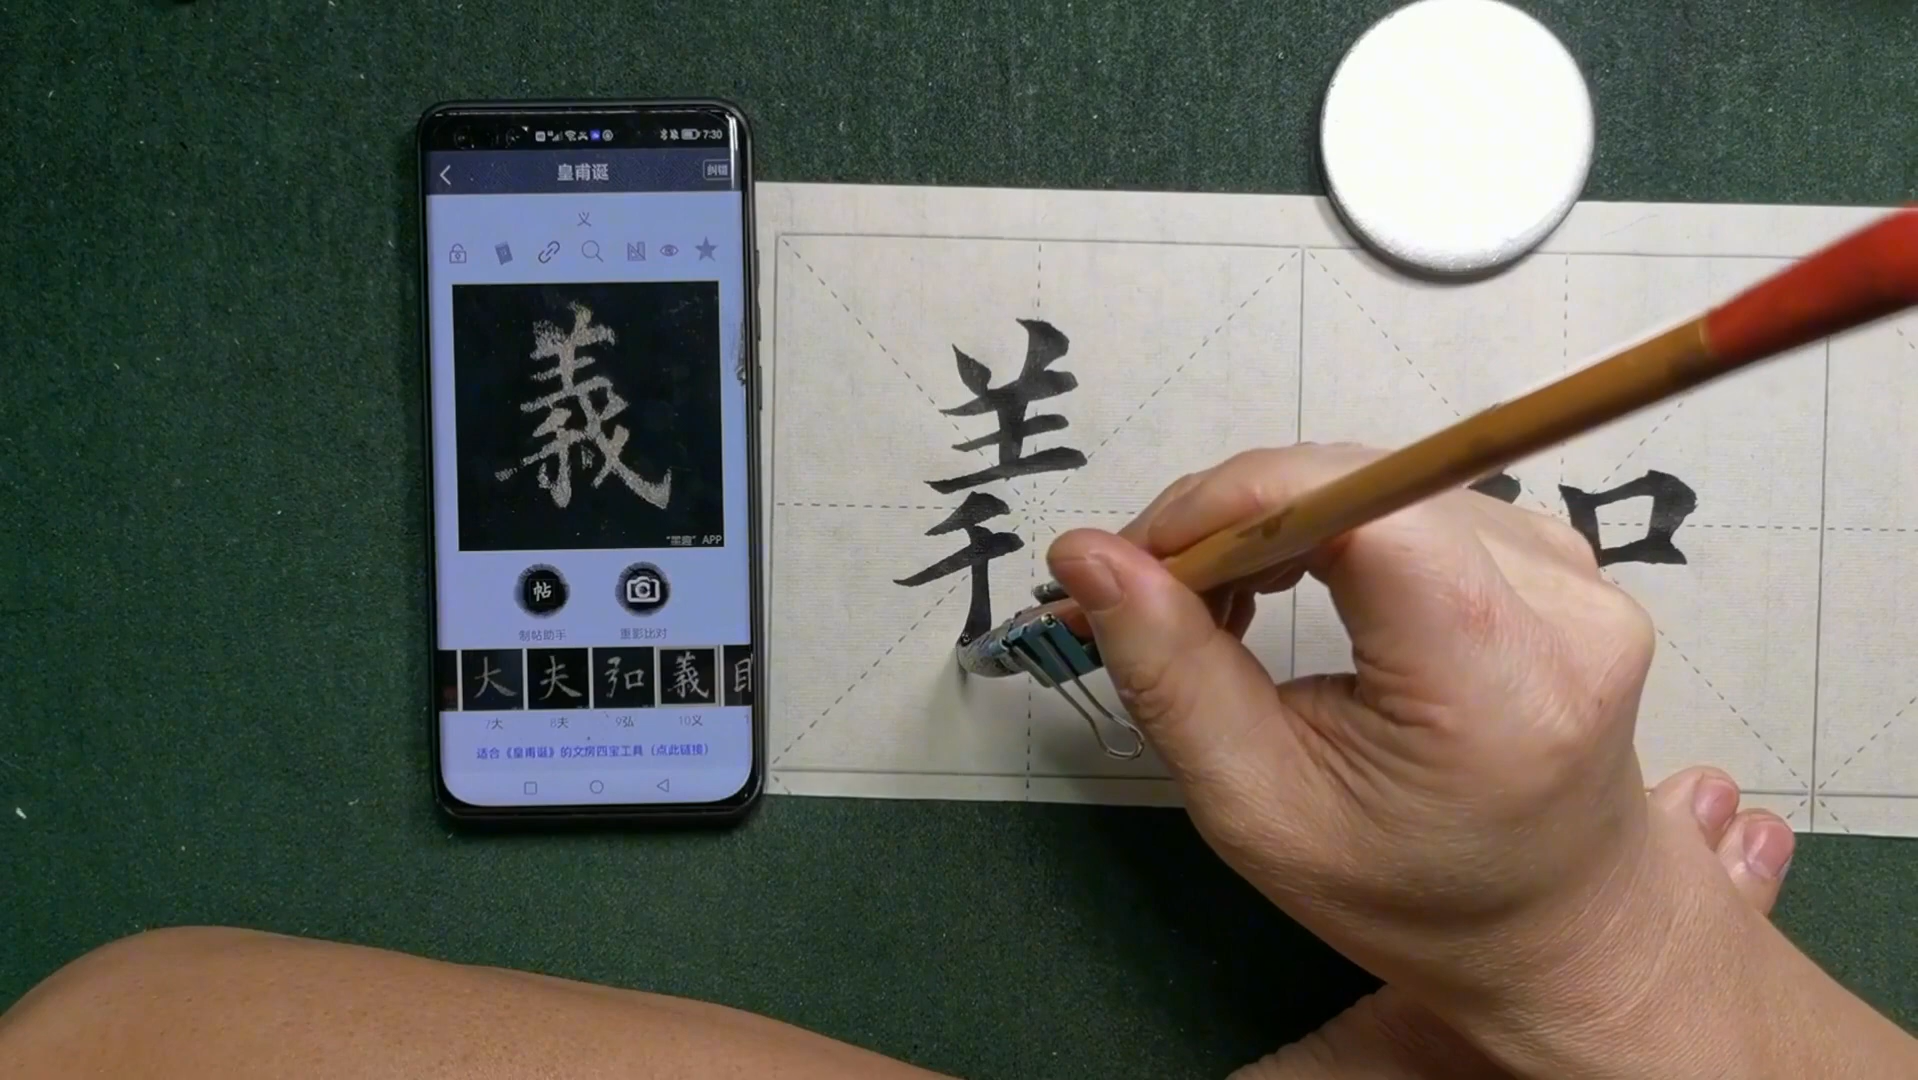 7:30
皇甫诞 纠错
义
義
"墨趣" APP
帖
制帖助手 重影比对
大 夫 弘 義
7大 8夫 9弘 10义
适合《皇甫诞》的文房四宝工具（点此链接）